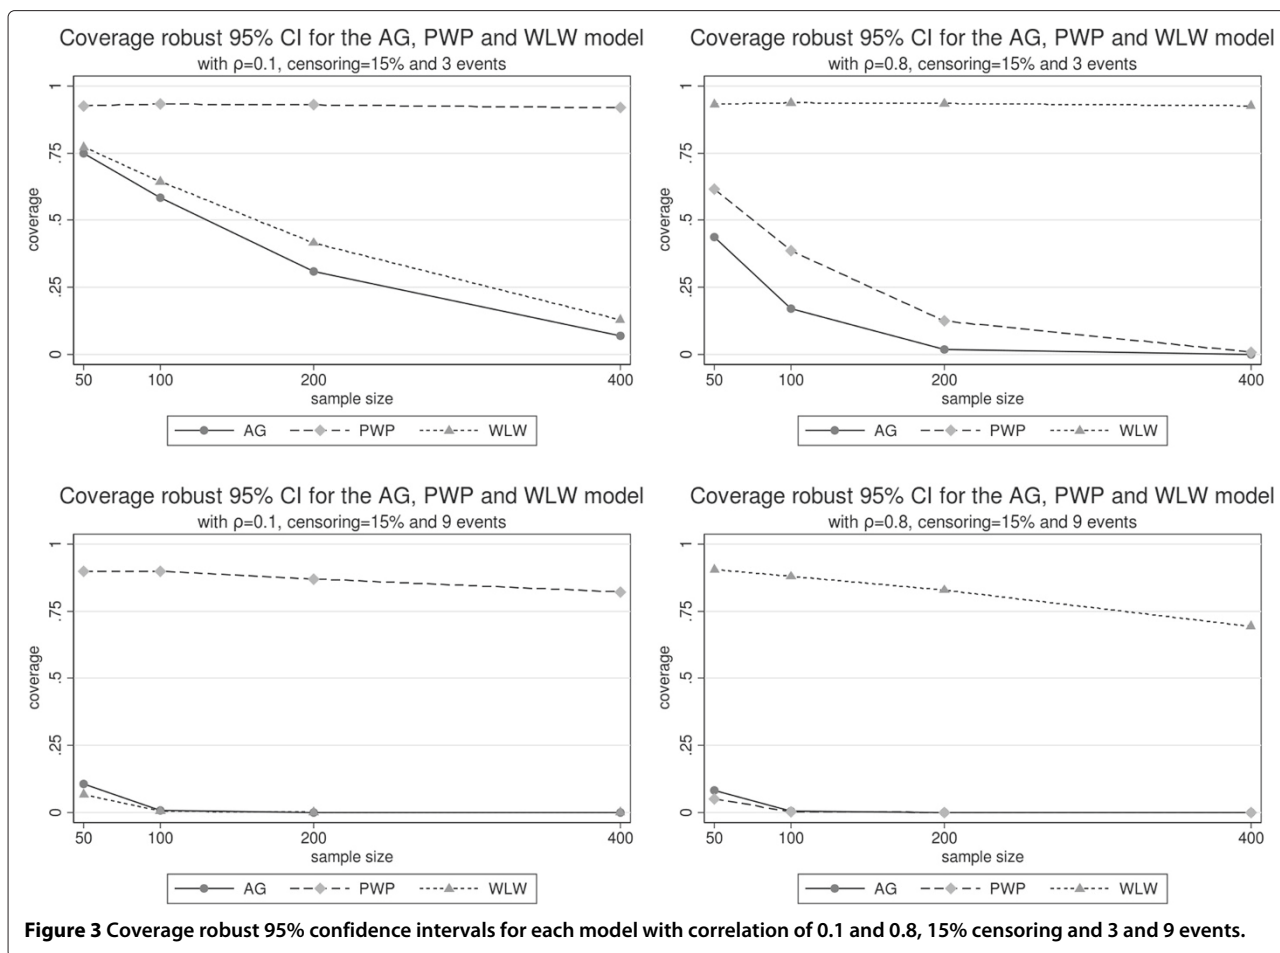 Coverage robust 95% CI for the AG, PWP and WLW model
with ρ=0.1, censoring=15% and 3 events
coverage
1
.75
.5
.25
0
50 100 200 400
sample size
AG PWP WLW
Coverage robust 95% CI for the AG, PWP and WLW model
with ρ=0.8, censoring=15% and 3 events
coverage
1
.75
.5
.25
0
50 100 200 400
sample size
AG PWP WLW
Coverage robust 95% CI for the AG, PWP and WLW model
with ρ=0.1, censoring=15% and 9 events
coverage
1
.75
.5
.25
0
50 100 200 400
sample size
AG PWP WLW
Coverage robust 95% CI for the AG, PWP and WLW model
with ρ=0.8, censoring=15% and 9 events
coverage
1
.75
.5
.25
0
50 100 200 400
sample size
AG PWP WLW
Figure 3 Coverage robust 95% confidence intervals for each model with correlation of 0.1 and 0.8, 15% censoring and 3 and 9 events.